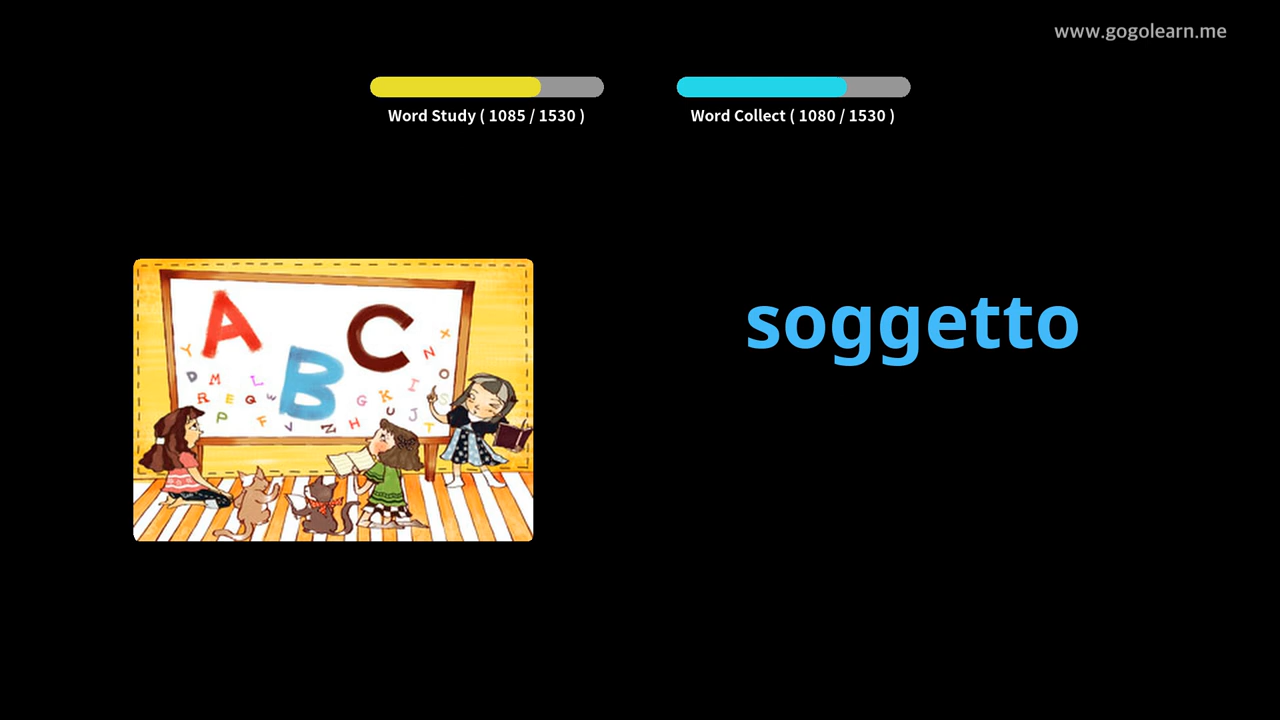 www.gogolearn.me
Word Study ( 1085 / 1530 )
Word Collect ( 1080 / 1530 )
A
B
C
X
Y
N
D M L I O
R E Q W G K S
P F V Z H U J T
soggetto